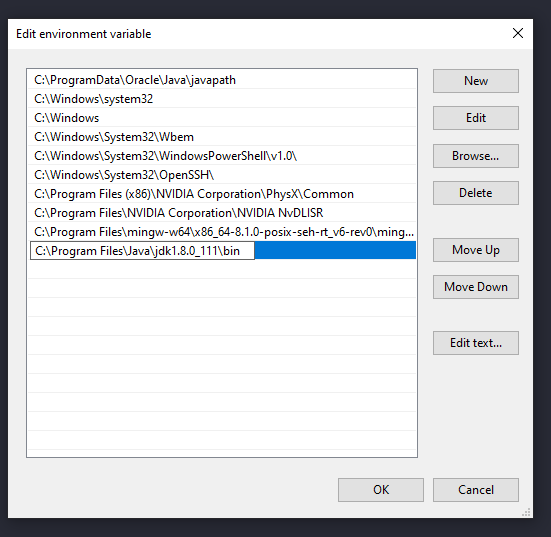 Edit environment variable
C:\ProgramData\Oracle\Java\javapath
C:\Windows\system32
C:\Windows
C:\Windows\System32\Wbem
C:\Windows\System32\WindowsPowerShell\v1.0\
C:\Windows\System32\OpenSSH\
C:\Program Files (x86)\NVIDIA Corporation\PhysX\Common
C:\Program Files\NVIDIA Corporation\NVIDIA NvDLISR
C:\Program Files\mingw-w64\x86_64-8.1.0-posix-seh-rt_v6-rev0\ming...
C:\Program Files\Java\jdk1.8.0_111\bin
New
Edit
Browse...
Delete
Move Up
Move Down
Edit text...
OK
Cancel